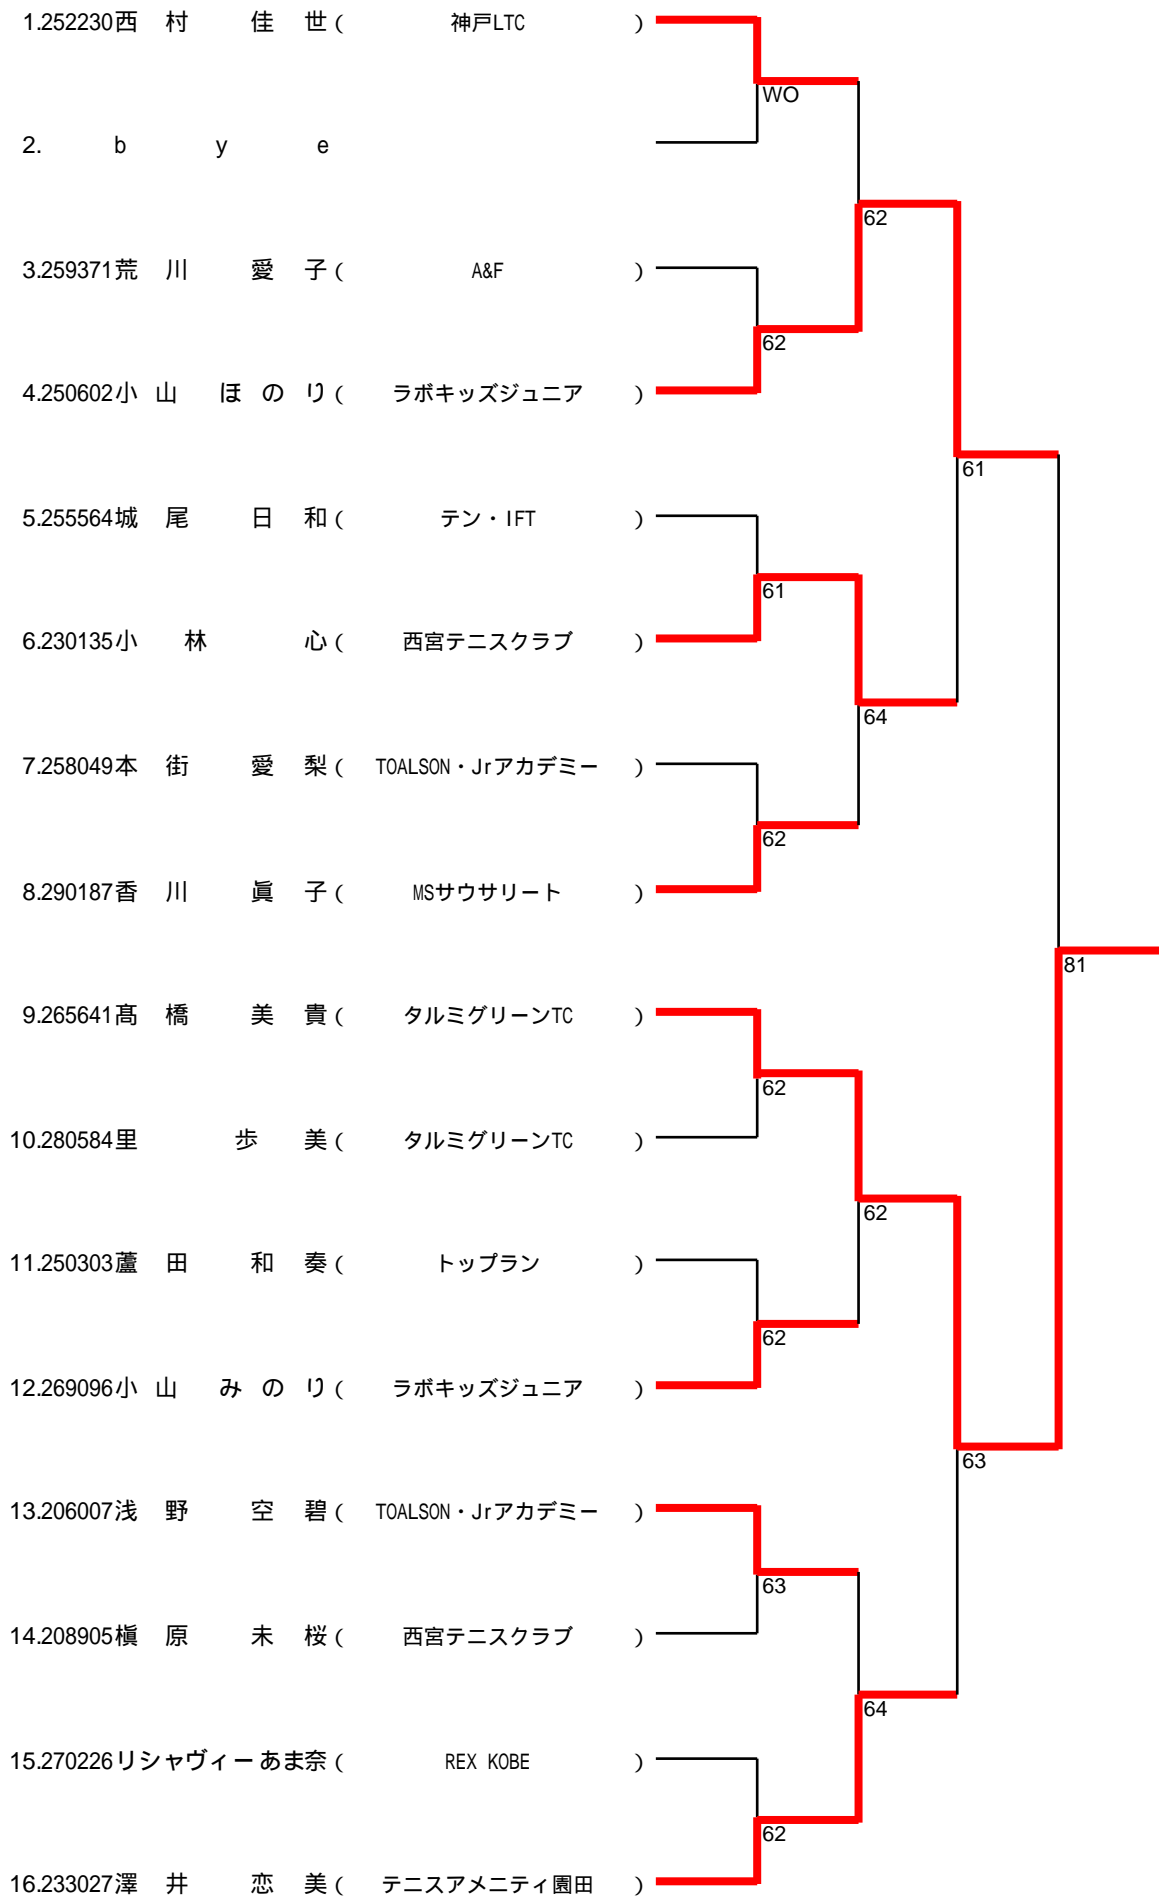 1.252230西村 佳世( 神戸LTC )
WO
2. bye
62
3.259371荒川 愛子( A&F )
62
4.250602小山 ほのり( ラボキッズジュニア )
61
5.255564城尾 日和( テン・IFT )
61
6.230135小林 心( 西宮テニスクラブ )
64
7.258049本街 愛梨( TOALSON・Jrアカデミー )
62
8.290187香川 眞子( MSサウサリート )
81
9.265641髙橋 美貴( タルミグリーンTC )
62
10.280584里 歩美( タルミグリーンTC )
62
11.250303蘆田 和奏( トップラン )
62
12.269096小山 みのり( ラボキッズジュニア )
63
13.206007浅野 空碧( TOALSON・Jrアカデミー )
63
14.208905槇原 未桜( 西宮テニスクラブ )
64
15.270226リシャヴィーあま奈( REX KOBE )
62
16.233027澤井 恋美( テニスアメニティ園田 )